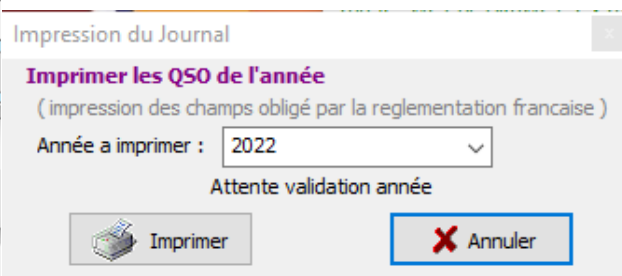 Impression du Journal
Imprimer les QSO de l'année
( impression des champs obligé par la reglementation francaise )
Année a imprimer : 2022
Attente validation année
Imprimer Annuler